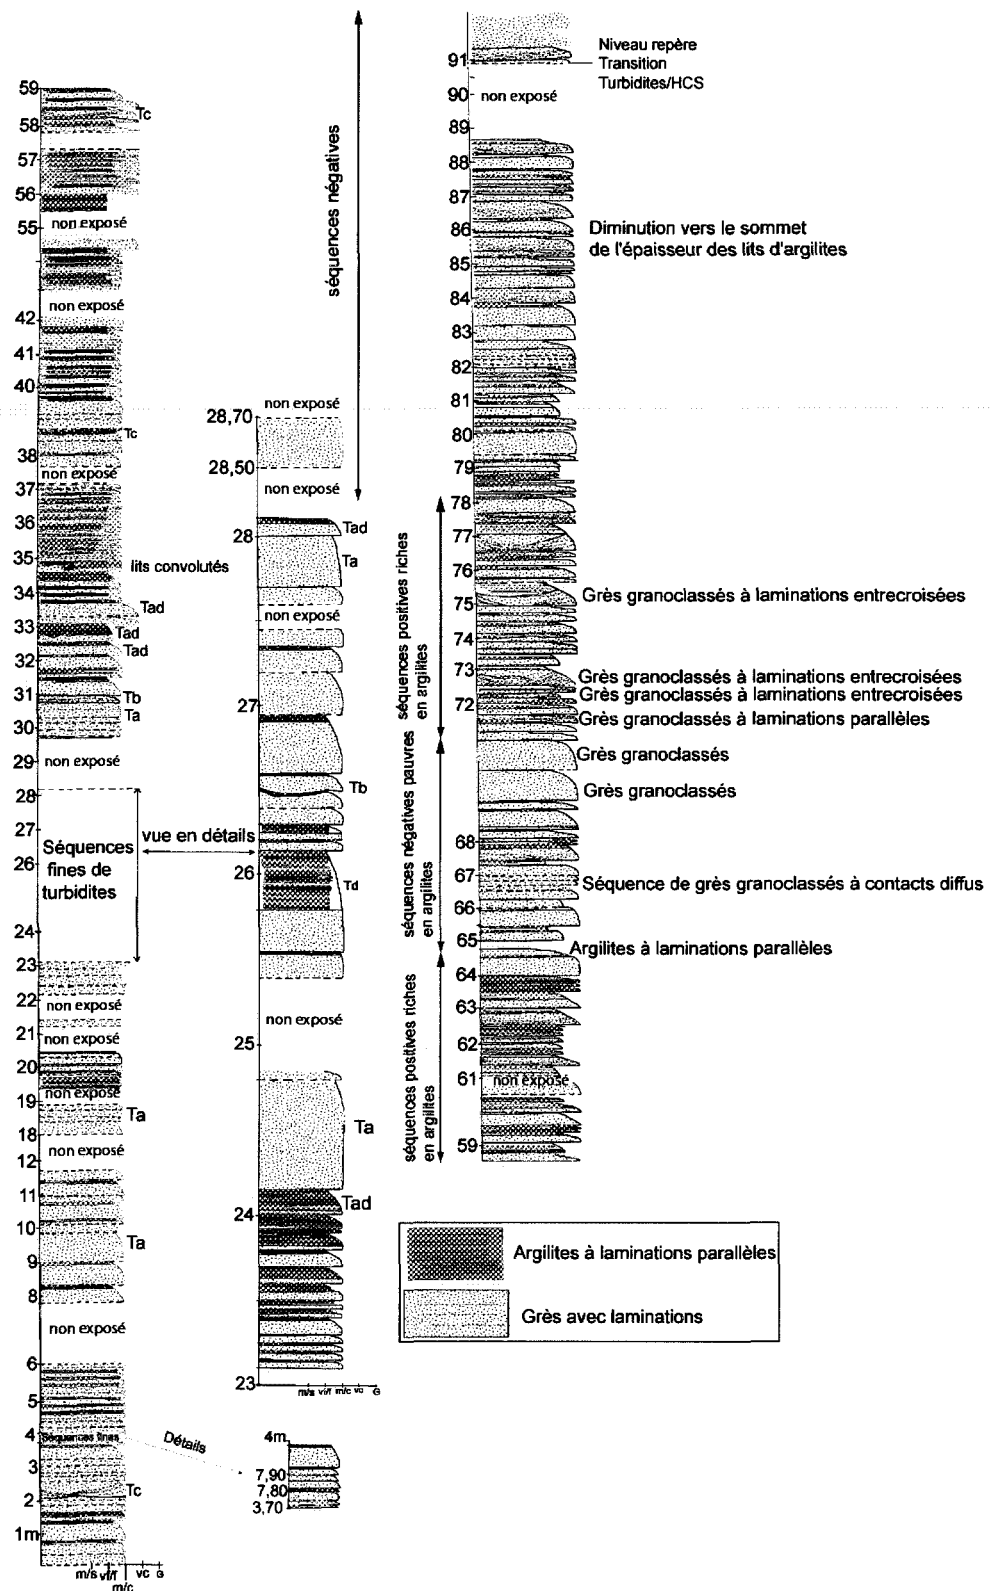 59
Tc
58
57
56
non exposé
55
non exposé
42
41
40
Tc
38
non exposé
37
36
35
lits convolutés
34
Tad
33
Tad
Tad
32
31
Tb
Ta
30
29
non exposé
28
27
Séquences
fines de
turbidites
26
vue en détails
24
23
22
non exposé
21
non exposé
20
non exposé
19
Ta
18
non exposé
12
11
10
Ta
9
8
non exposé
6
5
4
Séquences fines
Détails
3
2
Tc
1m
m/s vf/f vc G
m/c
séquences négatives
non exposé
28,70
28,50
non exposé
Tad
28
Ta
non exposé
27
Tb
26
Td
non exposé
25
Ta
Tad
24
23
m/s vf/f m/c vc G
4m
7,90
7,80
3,70
91
Niveau repère
Transition
Turbidites/HCS
90
non exposé
89
88
87
86
Diminution vers le sommet
de l'épaisseur des lits d'argilites
85
84
83
82
81
80
79
78
77
76
75
Grès granoclassés à laminations entrecroisées
74
73
Grès granoclassés à laminations entrecroisées
Grès granoclassés à laminations entrecroisées
72
Grès granoclassés à laminations parallèles
Grès granoclassés
Grès granoclassés
68
67
Séquence de grès granoclassés à contacts diffus
66
65
Argilites à laminations parallèles
64
63
62
61
non exposé
59
séquences positives riches
en argilites
séquences négatives pauvres
en argilites
séquences positives riches
en argilites
Argilites à laminations parallèles
Grès avec laminations